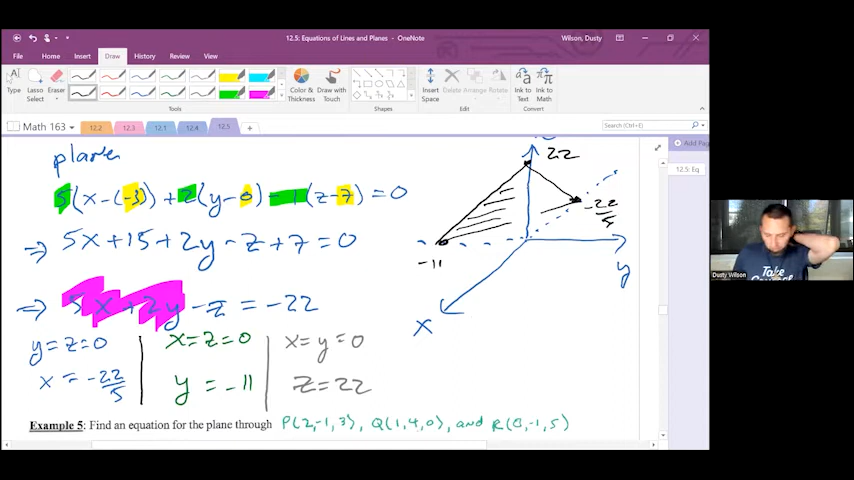 12.5: Equations of Lines and Planes - OneNote
Wilson, Dusty
File Home Insert Draw History Review View
Type
Lasso Select
Eraser
Color & Thickness
Draw with Touch
Insert Space
Delete
Arrange
Rotate
Ink to Text
Ink to Math
Tools
Shapes
Edit
Convert
Math 163
12.2
12.3
12.1
12.4
12.5
+
Search (Ctrl+E)
Add Pag
12.5: Eq
plane
5(x-(-3)) + 2(y-0) - 1(z-7) = 0
⇒ 5x+15+2y-z+7=0
⇒ 5x+2y-z = -22
y=z=0
x = -22/5
x=z=0
y = -11
x=y=0
z=22
22
-22/5
-11
y
x
Example 5: Find an equation for the plane through P(2,-1,3), Q(1,4,0), and R(0,-1,5)
Dusty Wilson
Take